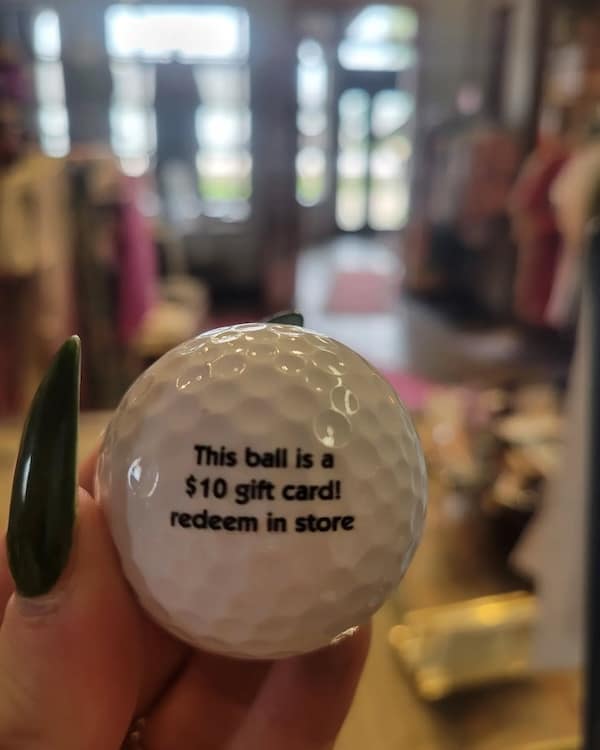 This ball is a
$10 gift card!
redeem in store